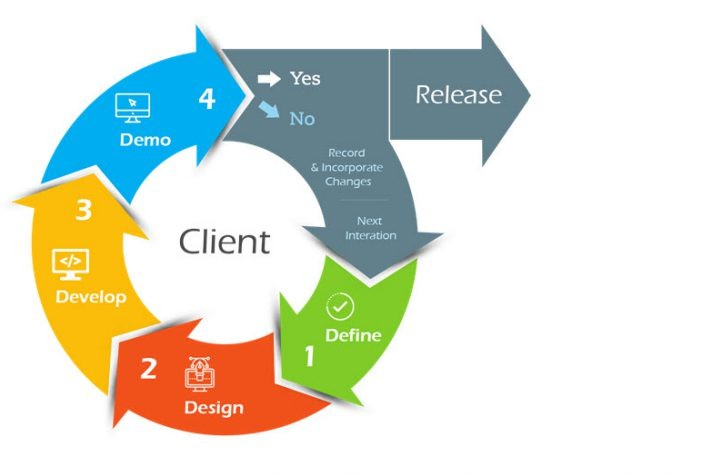 4
Demo
Yes
No
Release
Record
& Incorporate
Changes
Next
Interation
3
</>
Develop
Client
1
Define
2
Design